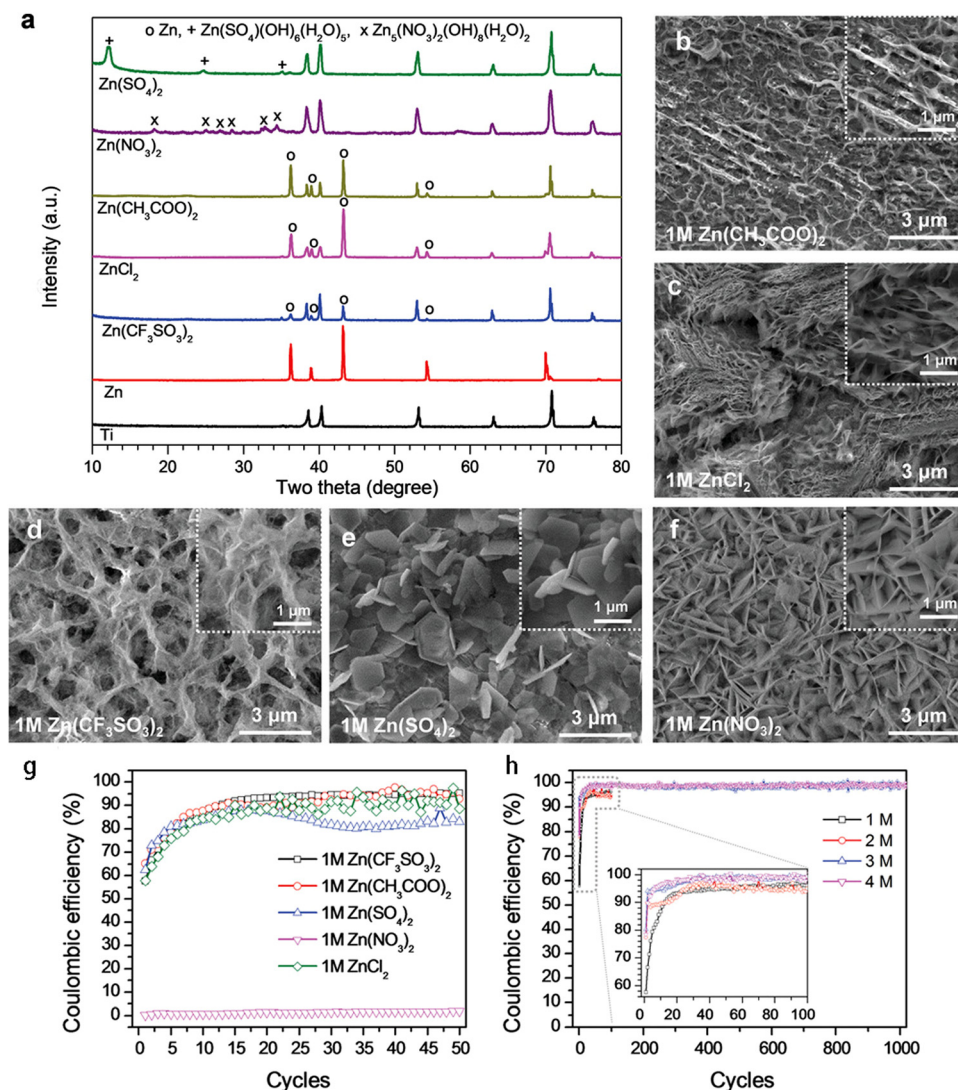 a
o Zn, + Zn(SO₄)(OH)₆(H₂O)₅, x Zn₅(NO₃)₂(OH)₈(H₂O)₂
Intensity (a.u.)
+
+
+
Zn(SO₄)₂
x
x
x
x
x
x
Zn(NO₃)₂
o
o
o
o
Zn(CH₃COO)₂
o
o
o
o
ZnCl₂
o
o
o
o
Zn(CF₃SO₃)₂
Zn
Ti
10 20 30 40 50 60 70 80
Two theta (degree)
b
1 µm
1M Zn(CH₃COO)₂
3 µm
c
1 µm
1M ZnCl₂
3 µm
d
1 µm
1M Zn(CF₃SO₃)₂
3 µm
e
1 µm
1M Zn(SO₄)₂
3 µm
f
1 µm
1M Zn(NO₃)₂
3 µm
g
Coulombic efficiency (%)
100
90
80
70
60
50
40
30
20
10
0
1M Zn(CF₃SO₃)₂
1M Zn(CH₃COO)₂
1M Zn(SO₄)₂
1M Zn(NO₃)₂
1M ZnCl₂
0 5 10 15 20 25 30 35 40 45 50
Cycles
h
Coulombic efficiency (%)
100
90
80
70
60
50
40
30
20
10
0
1 M
2 M
3 M
4 M
100
90
80
70
60
0 20 40 60 80 100
0 200 400 600 800 1000
Cycles